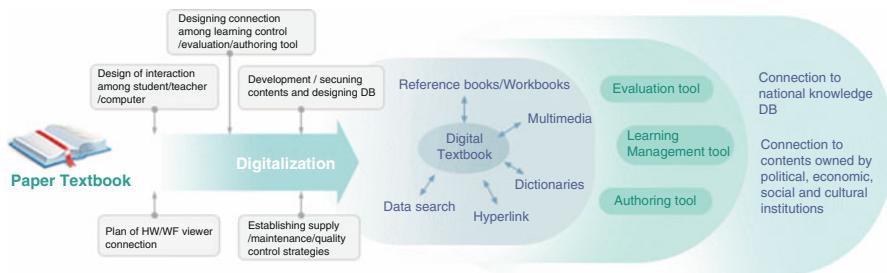 Designing connection
among learning control
/evaluation/authoring tool
Design of interaction
among student/teacher
/computer
Development / securing
contents and designing DB
Paper Textbook
Digitalization
Plan of HW/WF viewer
connection
Establishing supply
/maintenance/quality
control strategies
Reference books/Workbooks
Multimedia
Digital
Textbook
Dictionaries
Data search
Hyperlink
Evaluation tool
Learning
Management tool
Authoring tool
Connection to
national knowledge
DB
Connection to
contents owned by
political, economic,
social and cultural
institutions